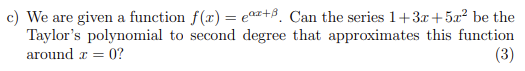 c) We are given a function f(x) = e^{αx+β}. Can the series 1+3x+5x² be the
Taylor's polynomial to second degree that approximates this function
around x = 0? (3)